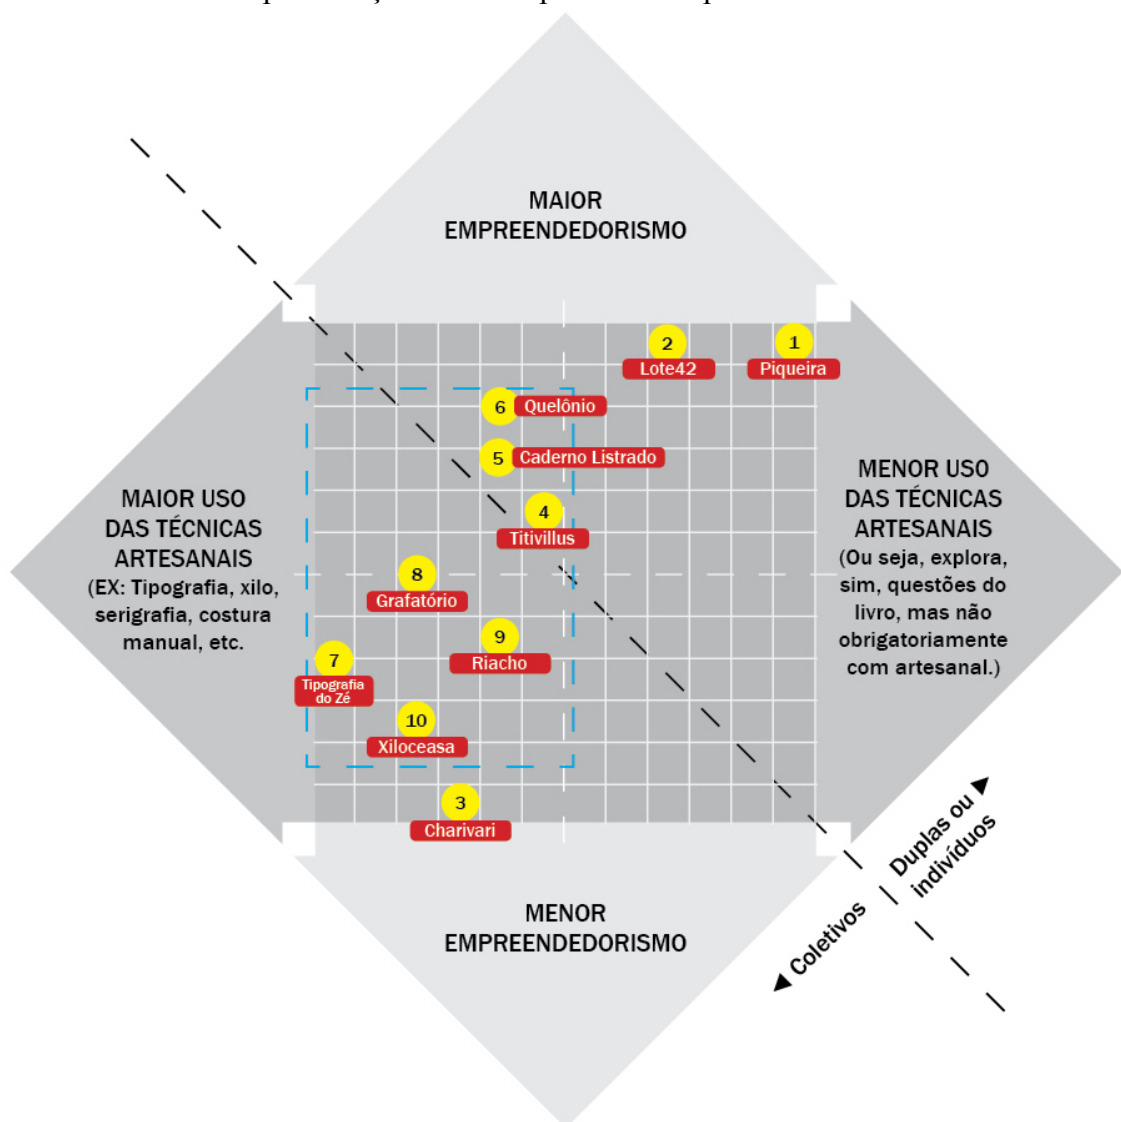 MAIOR
EMPREENDEDORISMO
2
Lote42
1
Piqueira
6
Quelônio
5
Caderno Listrado
4
Titivillus
MAIOR USO
DAS TÉCNICAS
ARTESANAIS
(EX: Tipografia, xilo,
serigrafia, costura
manual, etc.
MENOR USO
DAS TÉCNICAS
ARTESANAIS
(Ou seja, explora,
sim, questões do
livro, mas não
obrigatoriamente
com artesanal.)
8
Grafatório
9
Riacho
7
Tipografia
do Zé
10
Xiloceasa
3
Charivari
Duplas ou
indivíduos
Coletivos
MENOR
EMPREENDEDORISMO